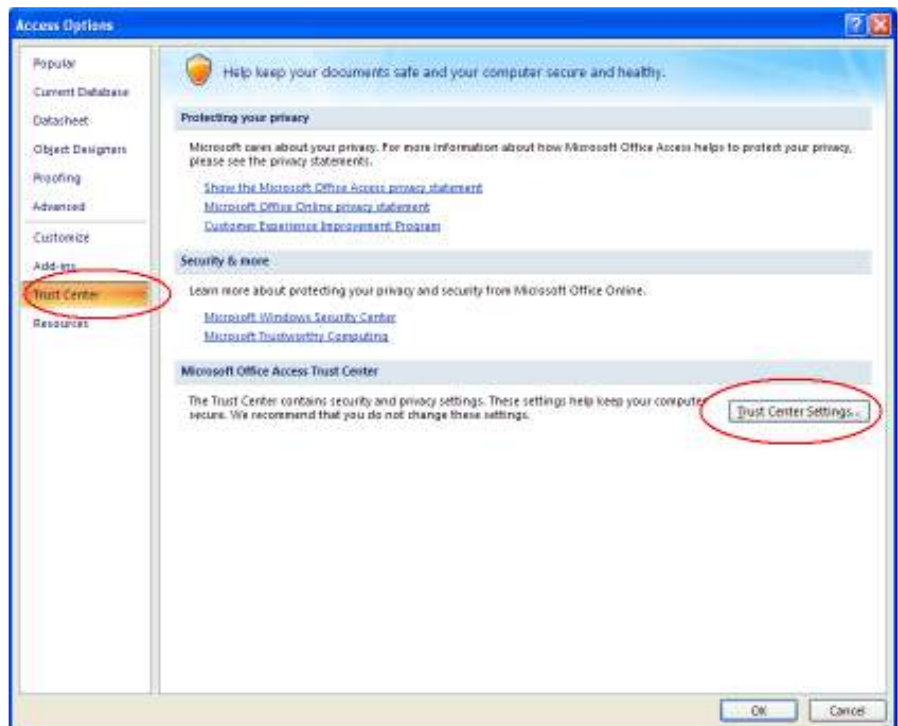 Access Options
Popular
Current Database
Datasheet
Object Designers
Proofing
Advanced
Customize
Add-ins
Trust Center
Resources
Help keep your documents safe and your computer secure and healthy.
Protecting your privacy
Microsoft cares about your privacy. For more information about how Microsoft Office Access helps to protect your privacy,
please see the privacy statements.
Show the Microsoft Office Access privacy statement
Microsoft Office Online privacy statement
Customer Experience Improvement Program
Security & more
Learn more about protecting your privacy and security from Microsoft Office Online.
Microsoft Windows Security Center
Microsoft Trustworthy Computing
Microsoft Office Access Trust Center
The Trust Center contains security and privacy settings. These settings help keep your computer
secure. We recommend that you do not change these settings.
Trust Center Settings...
OK
Cancel